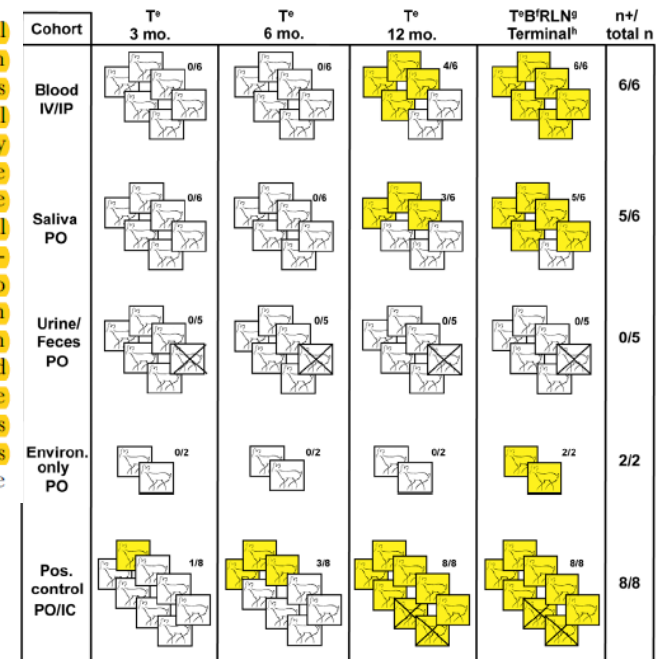 Cohort Tᵉ 3 mo. Tᵉ 6 mo. Tᵉ 12 mo. TᵉBᶠRLNᵍ Terminalʰ n+/ total n
Blood IV/IP 0/6 0/6 4/6 6/6 6/6
Saliva PO 0/6 0/6 3/6 5/6 5/6
Urine/ Feces PO 0/5 0/5 0/5 0/5 0/5
Environ. only PO 0/2 0/2 0/2 2/2 2/2
Pos. control PO/IC 1/8 3/8 8/8 8/8 8/8